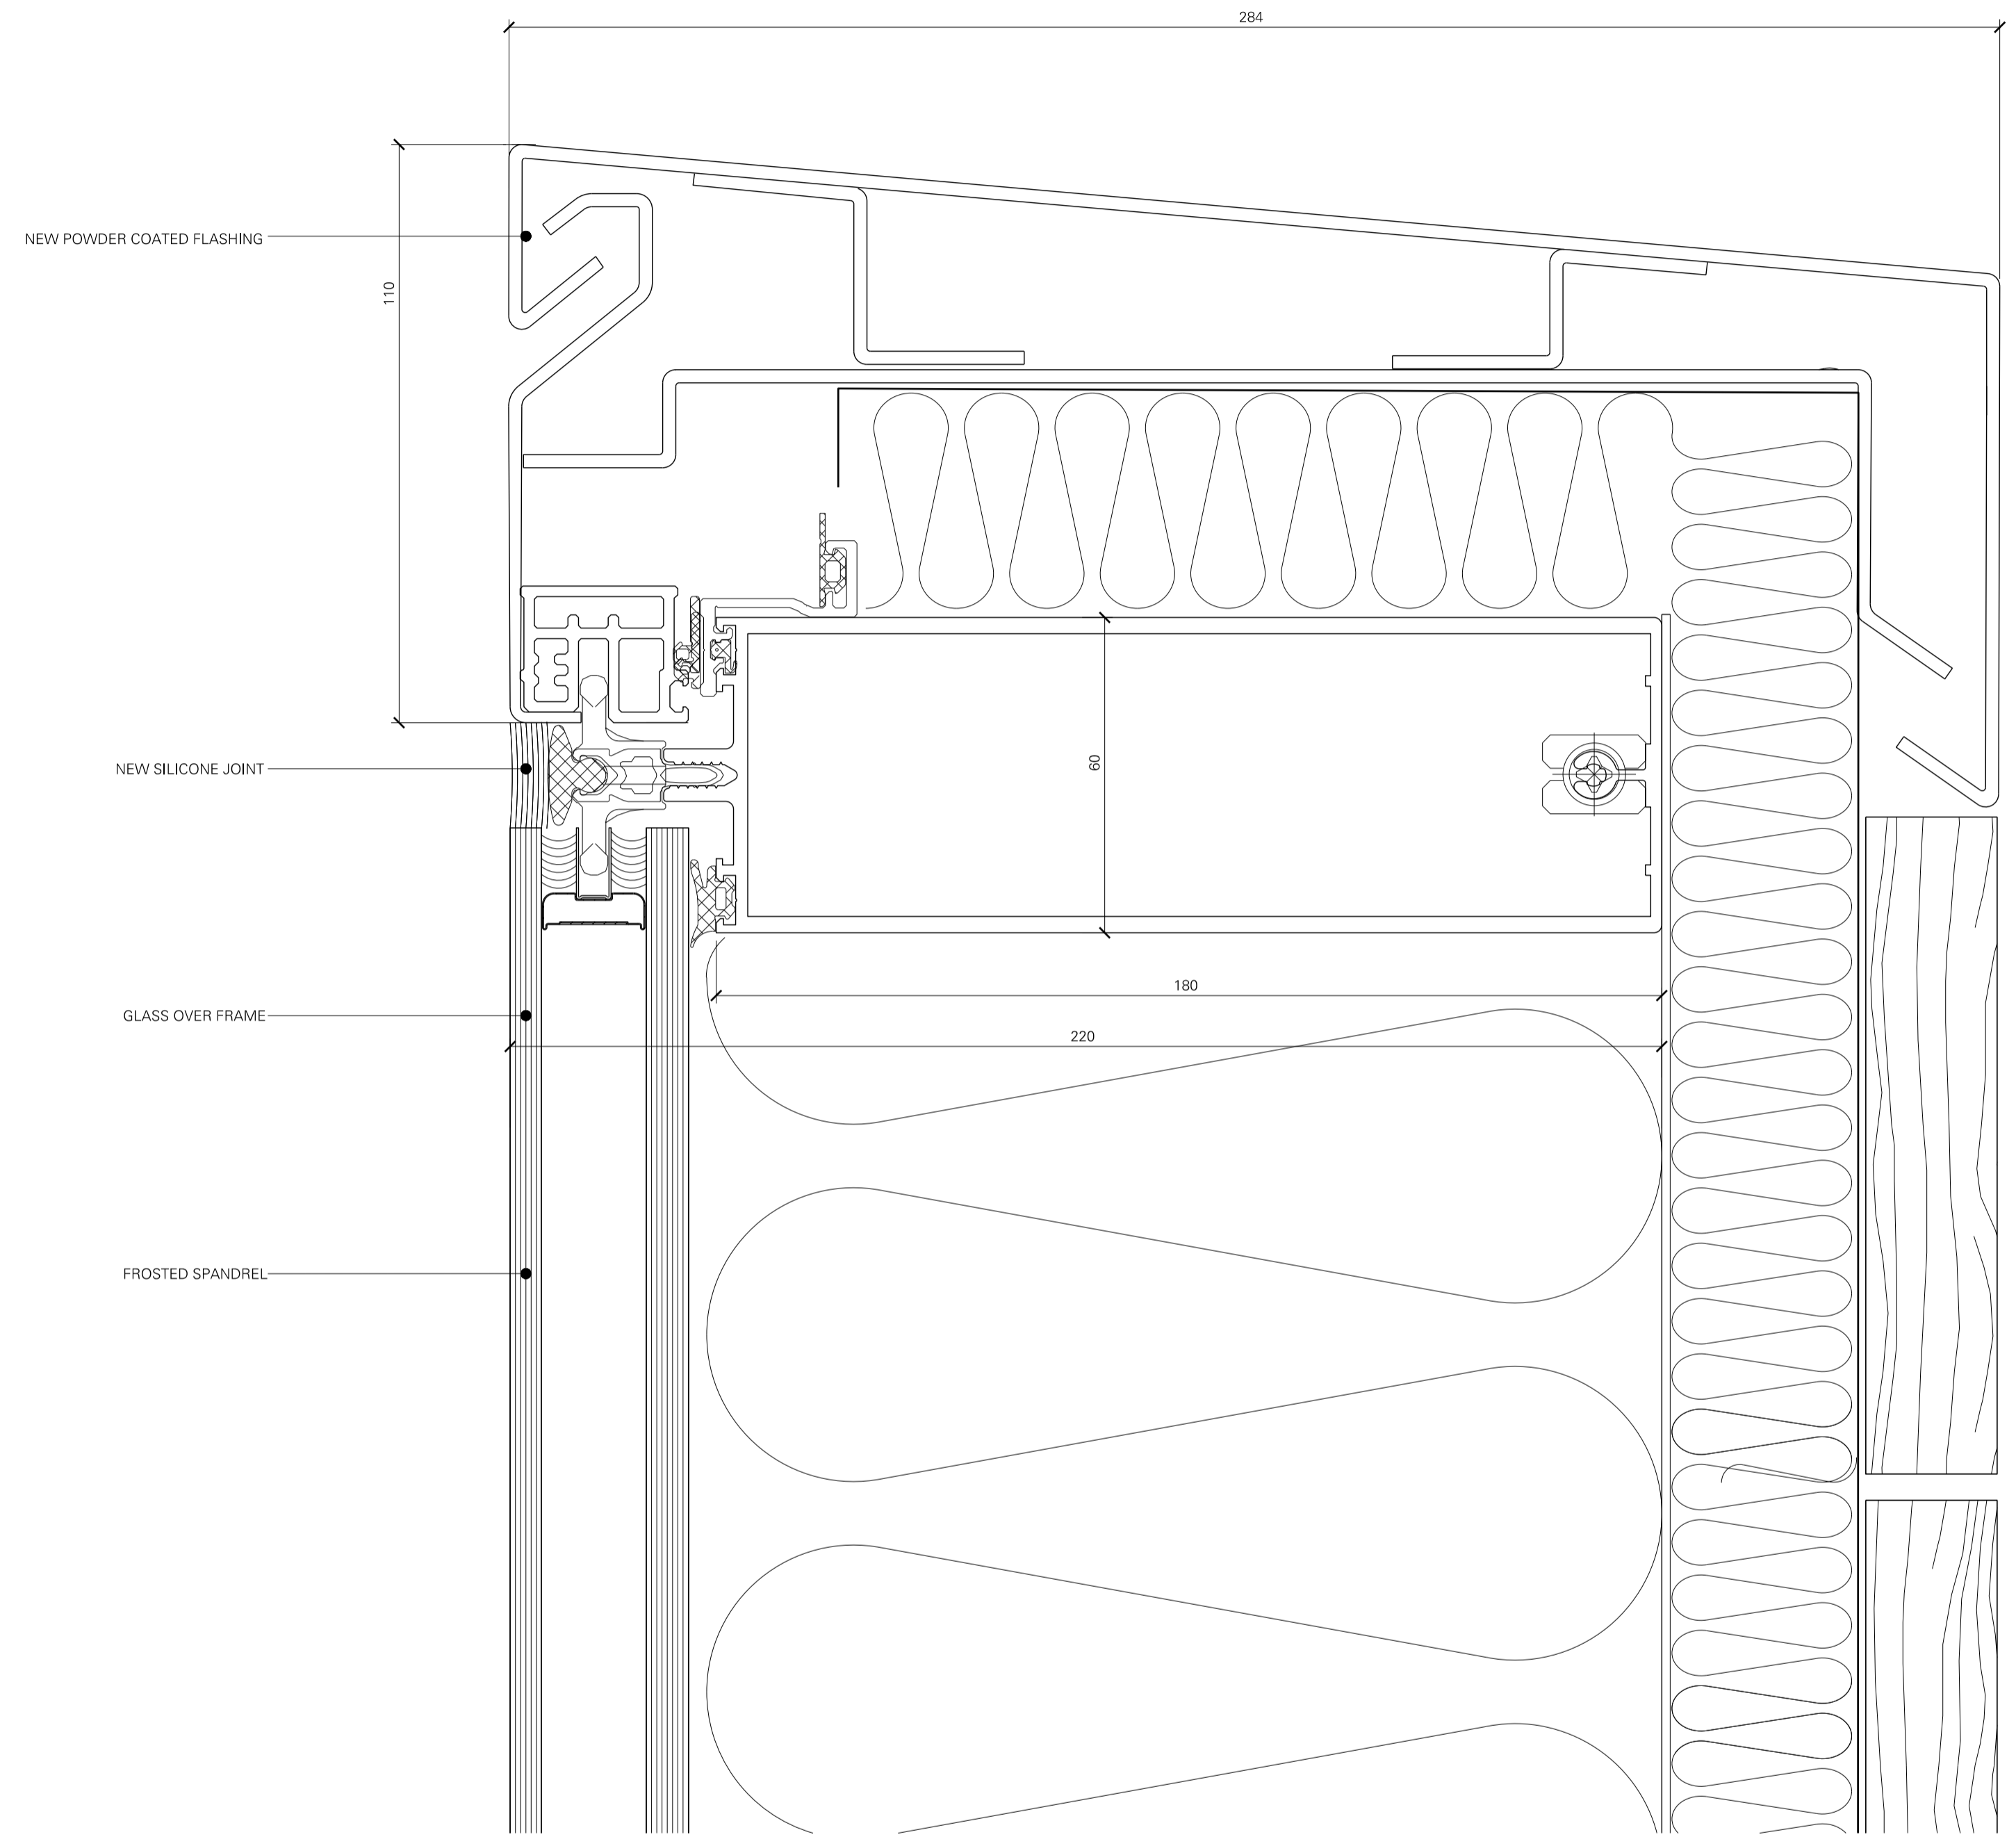 284
NEW POWDER COATED FLASHING
110
NEW SILICONE JOINT
60
180
GLASS OVER FRAME
220
FROSTED SPANDREL